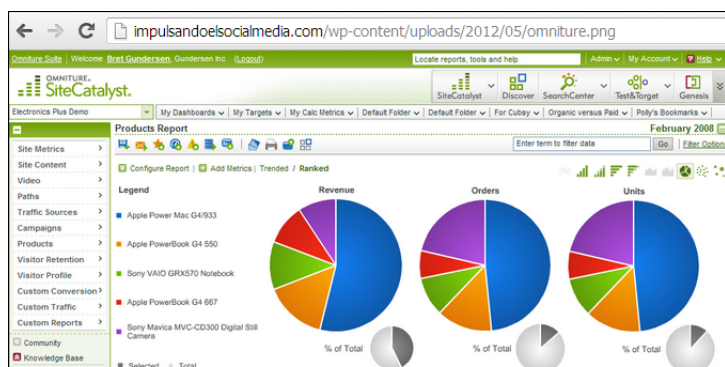 impulsandoelsocialmedia.com/wp-content/uploads/2012/05/omniture.png
Omniture Suite Welcome Bret Gundersen, Gundersen Inc (Logout) Locate reports, tools and help Admin My Account Help
OMNITURE.
SiteCatalyst.
SiteCatalyst Discover SearchCenter Test&Target Genesis
Electronics Plus Demo My Dashboards My Targets My Calc Metrics Default Folder Default Folder For Cubsy Organic versus Paid Polly's Bookmarks
Products Report February 2008
Enter term to filter data Go Filter Option
Configure Report | Add Metrics | Trended / Ranked
Site Metrics
Site Content
Video
Paths
Traffic Sources
Campaigns
Products
Visitor Retention
Visitor Profile
Custom Conversion
Custom Traffic
Custom Reports
Community
Knowledge Base
Legend
Apple Power Mac G4/933
Apple PowerBook G4 550
Sony VAIO GRX570 Notebook
Apple PowerBook G4 667
Sony Mavica MVC-CD300 Digital Still
Camera
Selected Total
Revenue Orders Units
% of Total % of Total % of Total